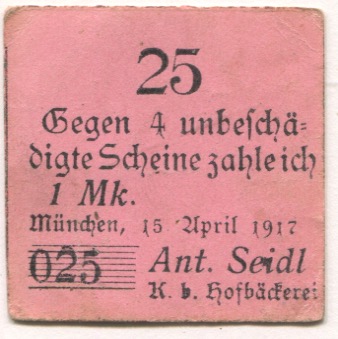 25
Gegen 4 unbeschä=
digte Scheine zahle ich
1 Mk.
München, 15 April 1917
025 Ant. Seidl
K. b. Hofbäckerei